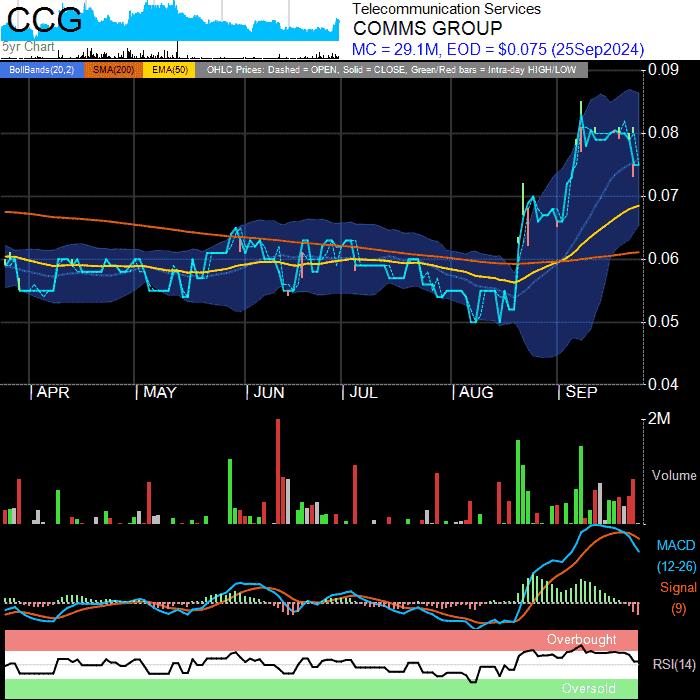 CCG
5yr Chart
Telecommunication Services
COMMS GROUP
MC = 29.1M, EOD = $0.075 (25Sep2024)
BollBands(20,2) SMA(200) EMA(50) OHLC Prices: Dashed = OPEN, Solid = CLOSE, Green/Red bars = Intra-day HIGH/LOW
0.09
0.08
0.07
0.06
0.05
0.04
APR MAY JUN JUL AUG SEP
2M
Volume
MACD
(12-26)
Signal
(9)
Overbought
RSI(14)
Oversold